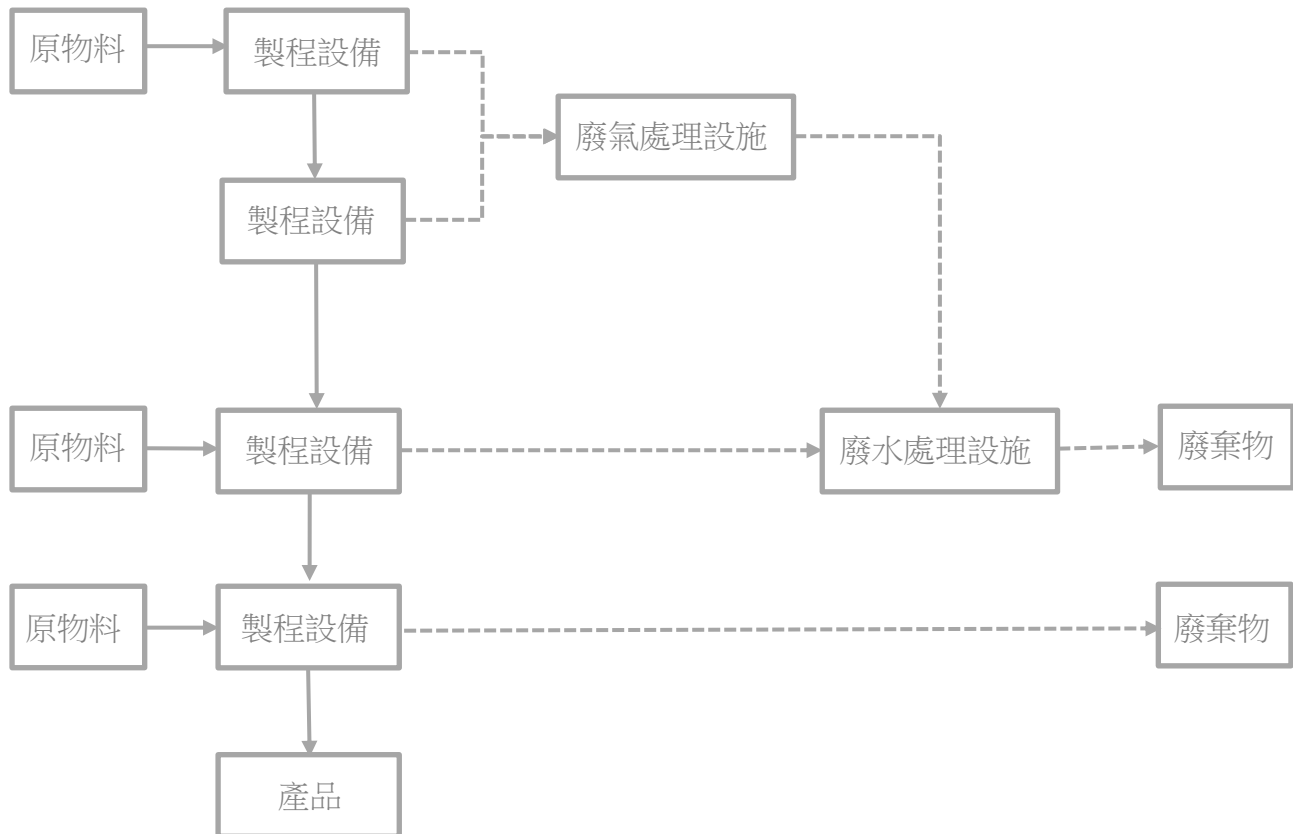 原物料
製程設備
廢氣處理設施
製程設備
原物料
製程設備
廢水處理設施
廢棄物
原物料
製程設備
廢棄物
產品